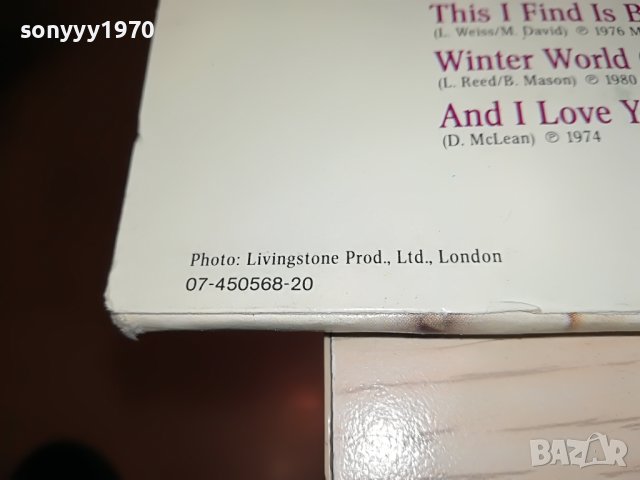 sonyyy1970
This I Find Is B
(L. Weiss/M. David) ℗ 1976 M
Winter World
(L. Reed/B. Mason) ℗ 1980
And I Love Y
(D. McLean) ℗ 1974
Photo: Livingstone Prod., Ltd., London
07-450568-20
BAZAR